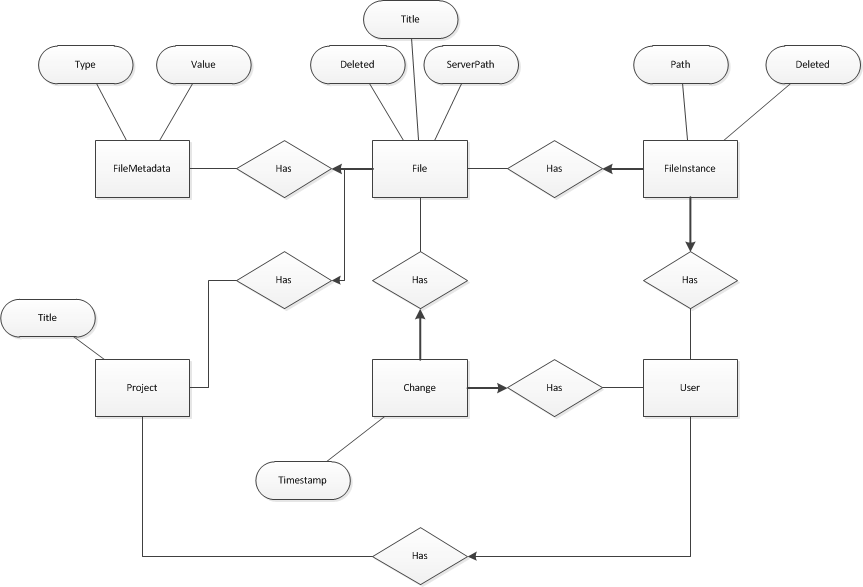 Title
Type
Value
Deleted
ServerPath
Path
Deleted
FileMetadata
Has
File
Has
FileInstance
Has
Has
Has
Title
Project
Change
Has
User
Timestamp
Has